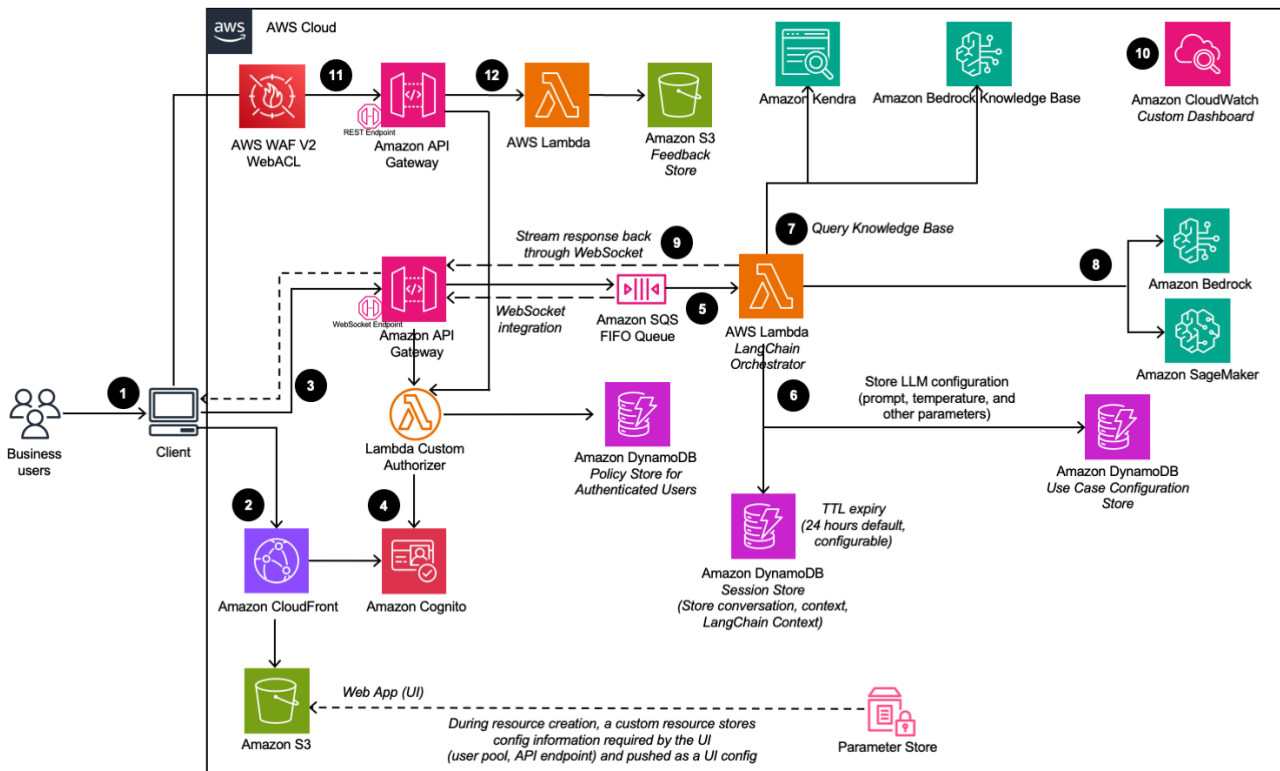 aws
AWS Cloud
11
12
10
AWS WAF V2
WebACL
REST Endpoint
Amazon API
Gateway
AWS Lambda
Amazon S3
Feedback
Store
Amazon Kendra
Amazon Bedrock Knowledge Base
Amazon CloudWatch
Custom Dashboard
7
Query Knowledge Base
Stream response back
through WebSocket
9
8
Amazon Bedrock
Amazon SageMaker
WebSocket Endpoint
Amazon API
Gateway
WebSocket
integration
Amazon SQS
FIFO Queue
5
AWS Lambda
LangChain
Orchestrator
1
3
Business
users
Client
6
Store LLM configuration
(prompt, temperature, and
other parameters)
Lambda Custom
Authorizer
Amazon DynamoDB
Policy Store for
Authenticated Users
Amazon DynamoDB
Use Case Configuration
Store
2
4
TTL expiry
(24 hours default,
configurable)
Amazon CloudFront
Amazon Cognito
Amazon DynamoDB
Session Store
(Store conversation, context,
LangChain Context)
Web App (UI)
During resource creation, a custom resource stores
config information required by the UI
(user pool, API endpoint) and pushed as a UI config
Amazon S3
Parameter Store